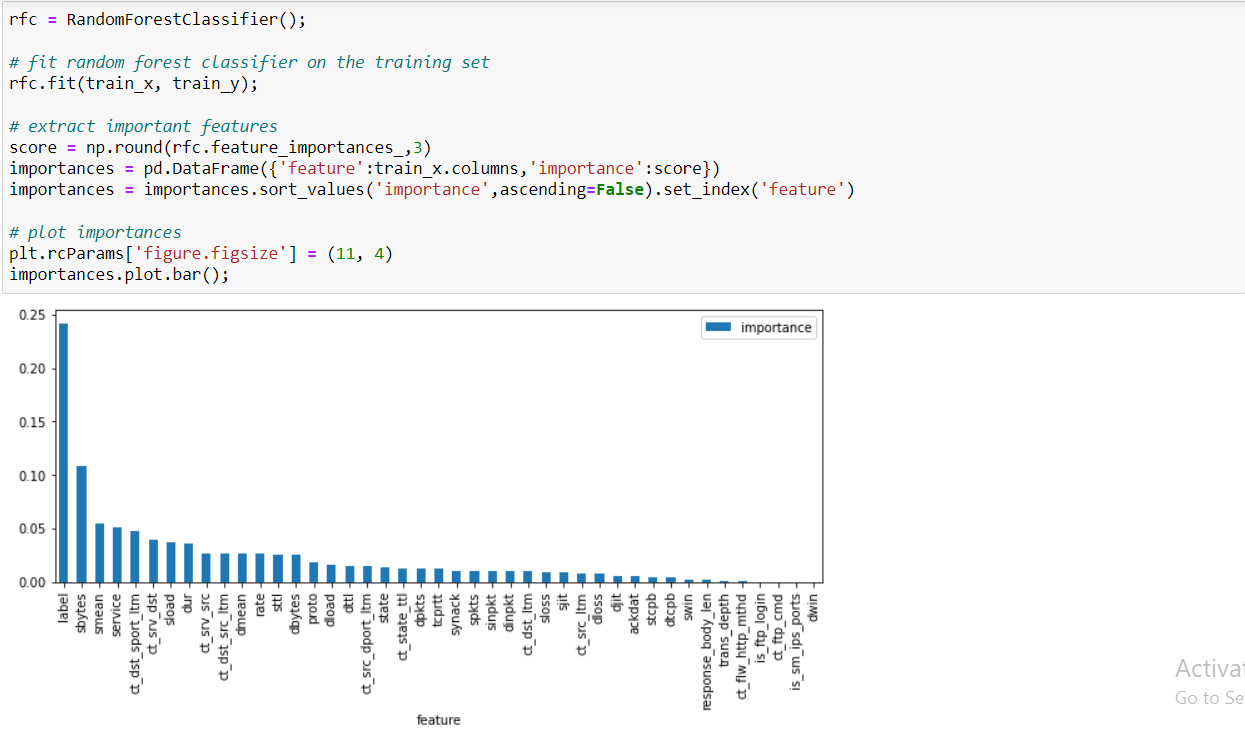 rfc = RandomForestClassifier();
# fit random forest classifier on the training set
rfc.fit(train_x, train_y);
# extract important features
score = np.round(rfc.feature_importances_,3)
importances = pd.DataFrame({'feature':train_x.columns,'importance':score})
importances = importances.sort_values('importance',ascending=False).set_index('feature')
# plot importances
plt.rcParams['figure.figsize'] = (11, 4)
importances.plot.bar();
importance
0.25
0.20
0.15
0.10
0.05
0.00
label
sbytes
smean
service
ct_dst_sport_ltm
ct_srv_dst
sload
dur
ct_srv_src
ct_dst_src_ltm
dmean
rate
sttl
dbytes
proto
dload
dttl
ct_src_dport_ltm
state
ct_state_ttl
dpkts
tcprtt
synack
spkts
sinpkt
dinpkt
ct_dst_ltm
sloss
sjit
ct_src_ltm
dloss
djit
ackdat
stcpb
dtcpb
swin
response_body_len
trans_depth
ct_flw_http_mthd
is_ftp_login
ct_ftp_cmd
is_sm_ips_ports
dwin
feature
Activat
Go to Se